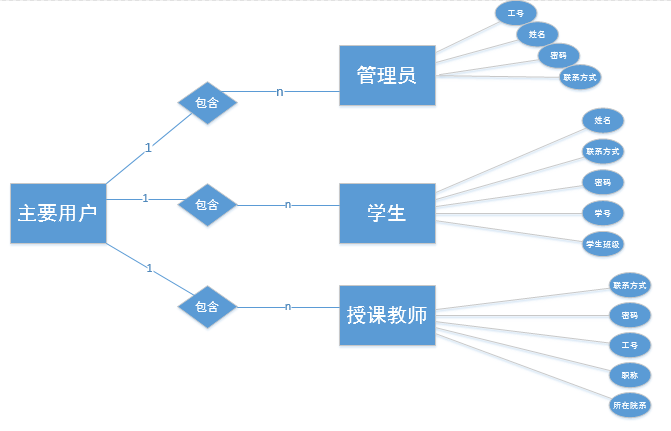 工号
姓名
密码
联系方式
管理员
包含
n
1
姓名
联系方式
密码
学号
学生班级
主要用户
1
包含
n
学生
1
包含
n
授课教师
联系方式
密码
工号
职称
所在院系